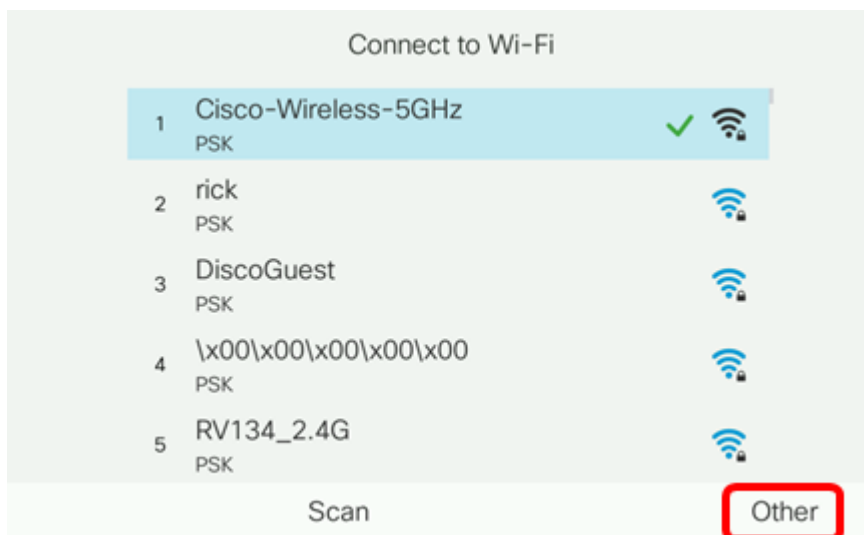 Connect to Wi-Fi
1 Cisco-Wireless-5GHz
PSK
2 rick
PSK
3 DiscoGuest
PSK
4 \x00\x00\x00\x00\x00
PSK
5 RV134_2.4G
PSK
Scan Other